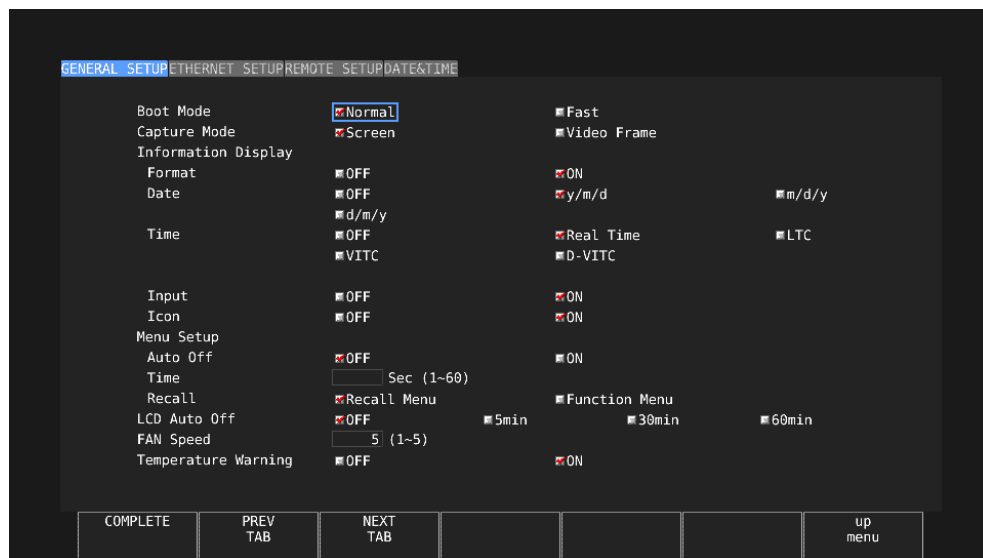 GENERAL SETUP ETHERNET SETUP REMOTE SETUP DATE&TIME
Boot Mode Normal Fast
Capture Mode Screen Video Frame
Information Display
Format OFF ON
Date OFF y/m/d m/d/y
d/m/y
Time OFF Real Time LTC
VITC D-VITC
Input OFF ON
Icon OFF ON
Menu Setup
Auto Off OFF ON
Time Sec (1~60)
Recall Recall Menu Function Menu
LCD Auto Off OFF 5min 30min 60min
FAN Speed 5 (1~5)
Temperature Warning OFF ON
COMPLETE PREV NEXT up
TAB TAB menu